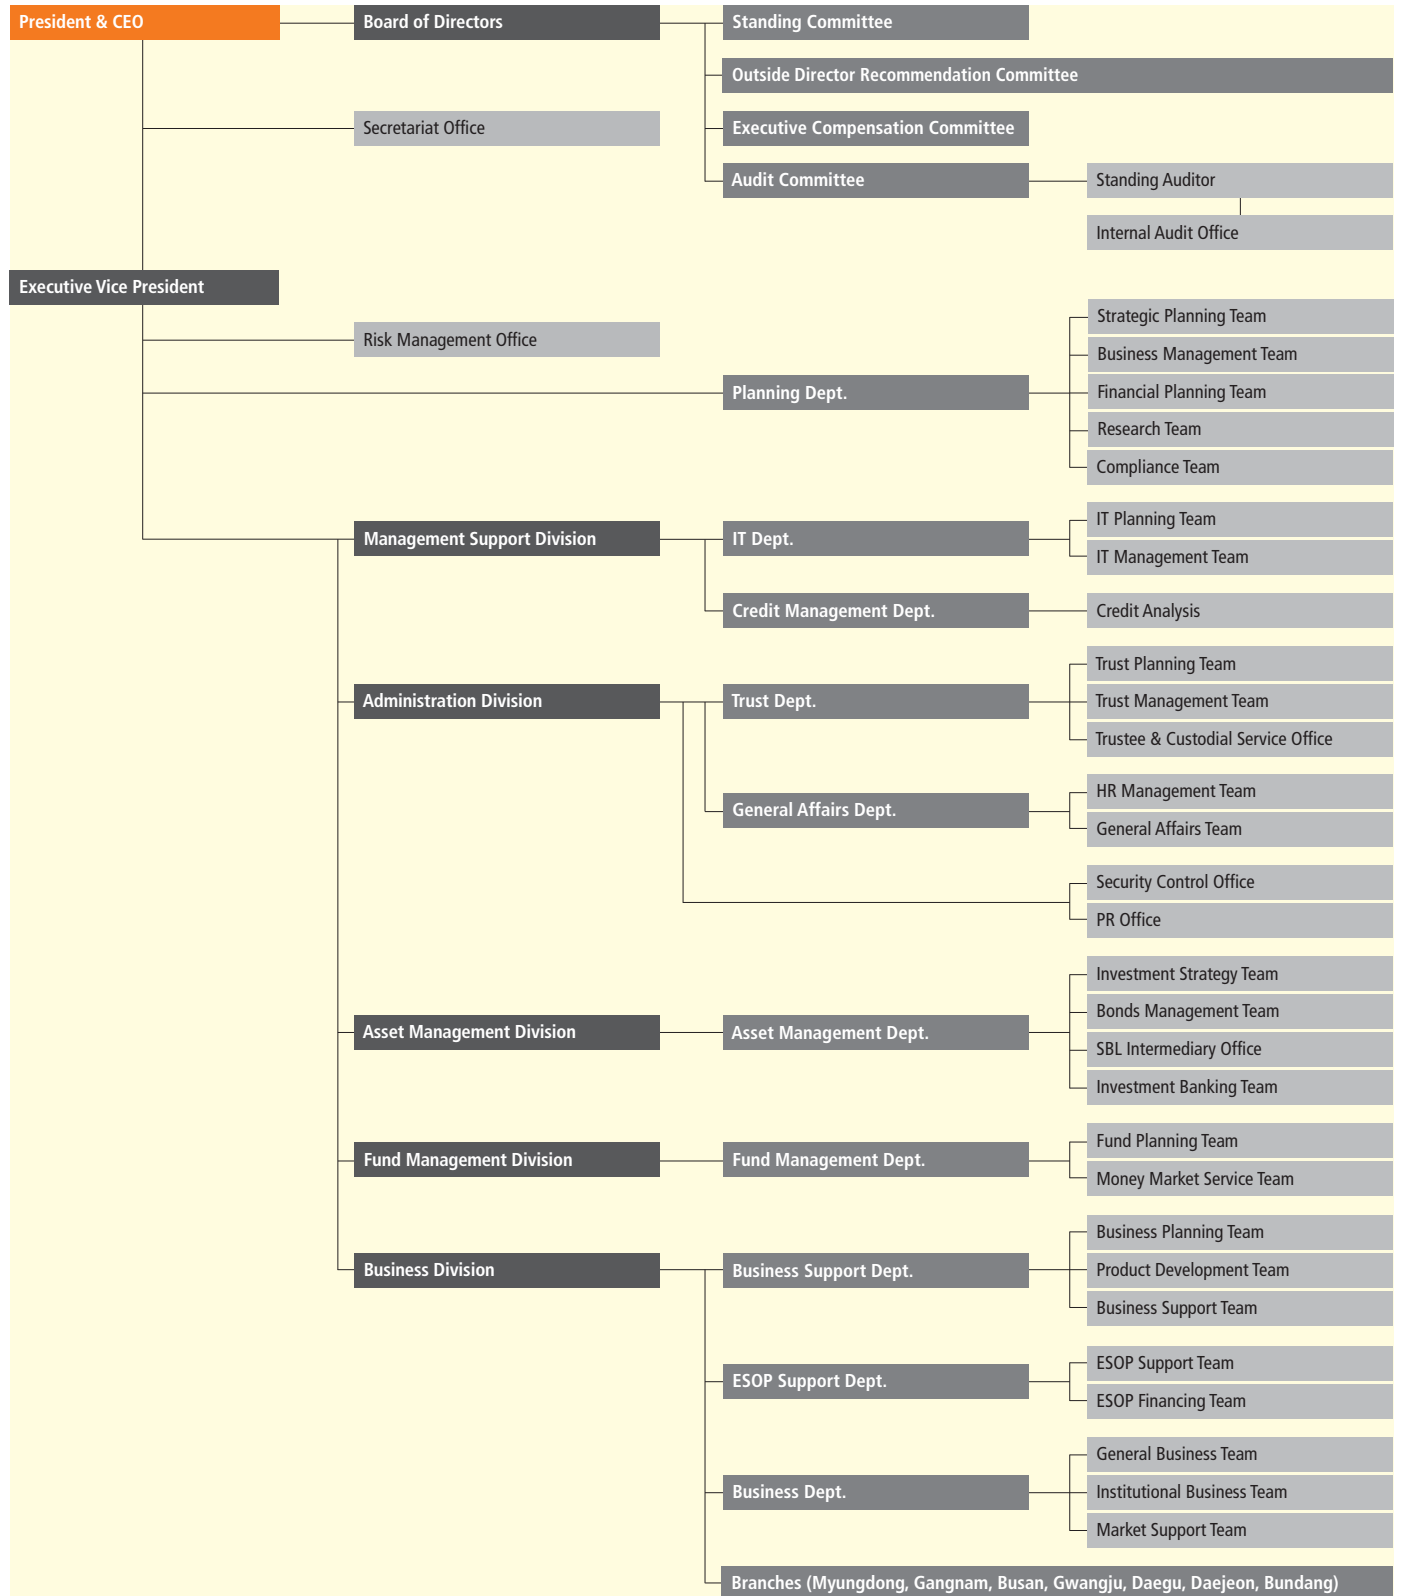 President & CEO
Board of Directors
Standing Committee
Outside Director Recommendation Committee
Secretariat Office
Executive Compensation Committee
Audit Committee
Standing Auditor
Internal Audit Office
Executive Vice President
Risk Management Office
Planning Dept.
Strategic Planning Team
Business Management Team
Financial Planning Team
Research Team
Compliance Team
Management Support Division
IT Dept.
IT Planning Team
IT Management Team
Credit Management Dept.
Credit Analysis
Administration Division
Trust Dept.
Trust Planning Team
Trust Management Team
Trustee & Custodial Service Office
General Affairs Dept.
HR Management Team
General Affairs Team
Security Control Office
PR Office
Asset Management Division
Asset Management Dept.
Investment Strategy Team
Bonds Management Team
SBL Intermediary Office
Investment Banking Team
Fund Management Division
Fund Management Dept.
Fund Planning Team
Money Market Service Team
Business Division
Business Support Dept.
Business Planning Team
Product Development Team
Business Support Team
ESOP Support Dept.
ESOP Support Team
ESOP Financing Team
Business Dept.
General Business Team
Institutional Business Team
Market Support Team
Branches (Myungdong, Gangnam, Busan, Gwangju, Daegu, Daejeon, Bundang)